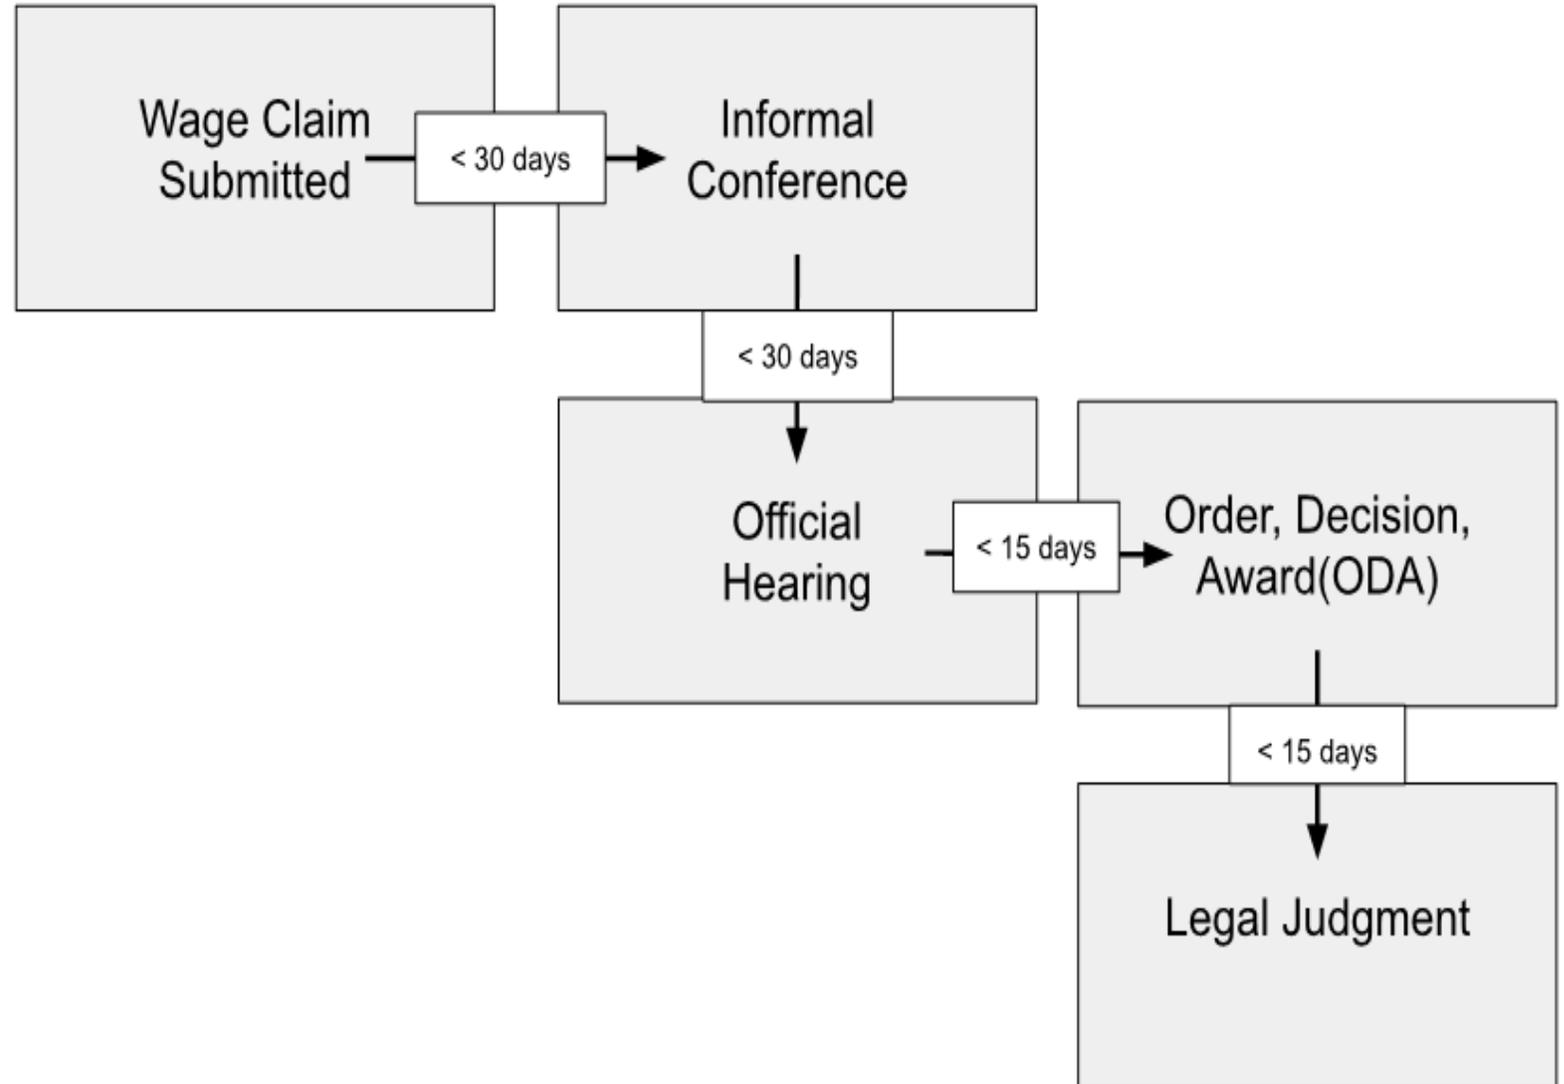 Wage Claim
Submitted
< 30 days
Informal
Conference
< 30 days
Official
Hearing
< 15 days
Order, Decision,
Award(ODA)
< 15 days
Legal Judgment